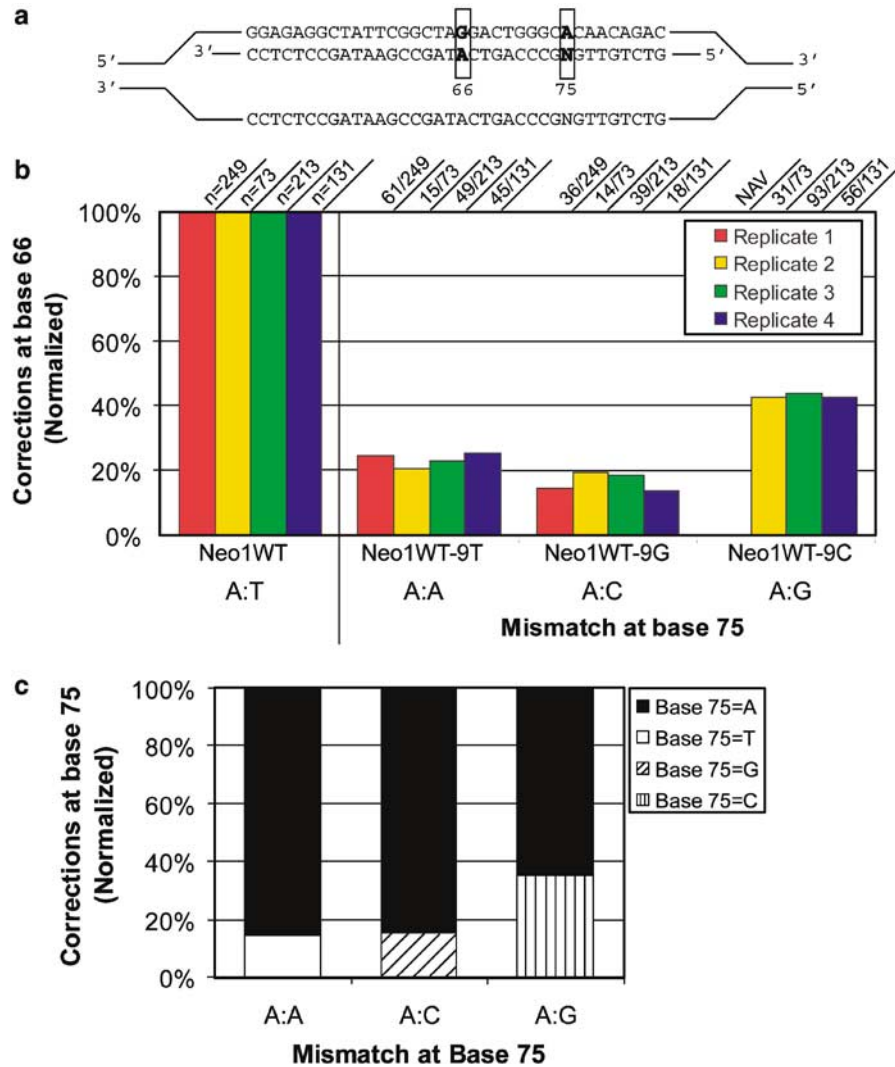 a
GGAGAGGCTATTCGGCTAGGACTGGGCACAACAGAC
3’ CCTCTCCGATAAGCCGATACTGACCCGNGTTGTCTG 5’
5’ 3’
66 75
3’ 5’
CCTCTCCGATAAGCCGATACTGACCCGNGTTGTCTG
b
n=249 n=73 n=213 n=131 61/249 15/73 49/213 45/131 36/249 14/73 39/213 18/131 NAV 31/73 93/213 56/131
Corrections at base 66
(Normalized)
100%
80%
60%
40%
20%
0%
Replicate 1
Replicate 2
Replicate 3
Replicate 4
Neo1WT Neo1WT-9T Neo1WT-9G Neo1WT-9C
A:T A:A A:C A:G
Mismatch at base 75
c
Corrections at base 75
(Normalized)
100%
80%
60%
40%
20%
0%
Base 75=A
Base 75=T
Base 75=G
Base 75=C
A:A A:C A:G
Mismatch at Base 75